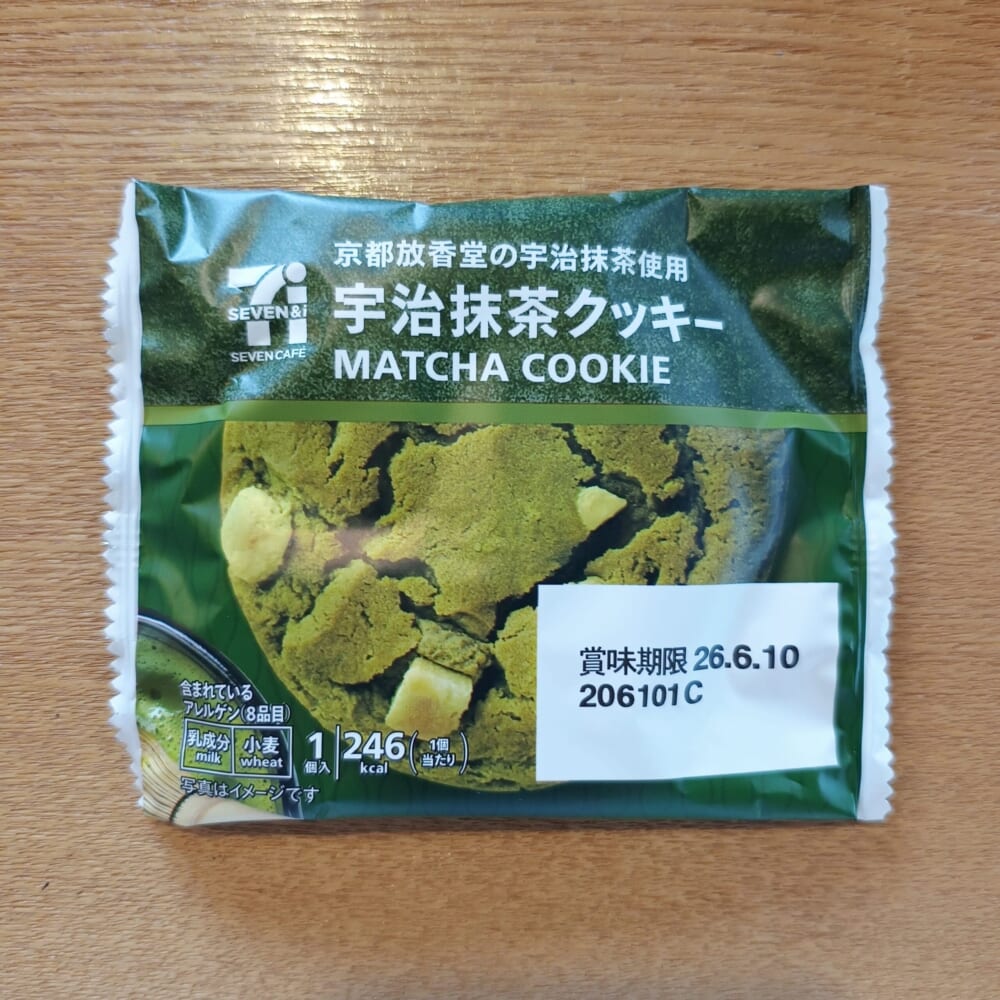 京都放香堂の宇治抹茶使用
SEVEN&i
SEVEN CAFÉ
宇治抹茶クッキー
MATCHA COOKIE
賞味期限 26.6.10
206101C
含まれている
アレルゲン(8品目)
乳成分
milk
小麦
wheat
1
個入
246
kcal
(1個
当たり)
写真はイメージです